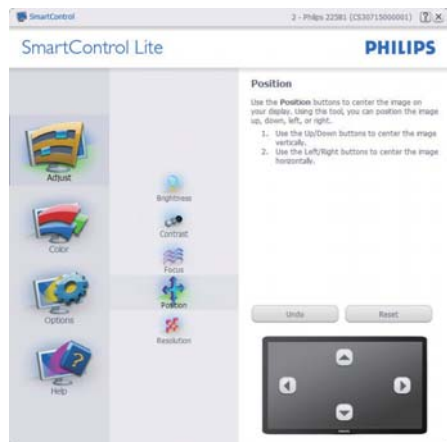 SmartControl
2 - Philips 225B1 (CS30715000001)
SmartControl Lite
PHILIPS
Adjust
Color
Options
Help
Brightness
Contrast
Focus
Position
Resolution
Position
Use the Position buttons to center the image on
your display. Using this tool, you can position the image
up, down, left, or right.
1. Use the Up/Down buttons to center the image
vertically.
2. Use the Left/Right buttons to center the image
horizontally.
Undo
Reset